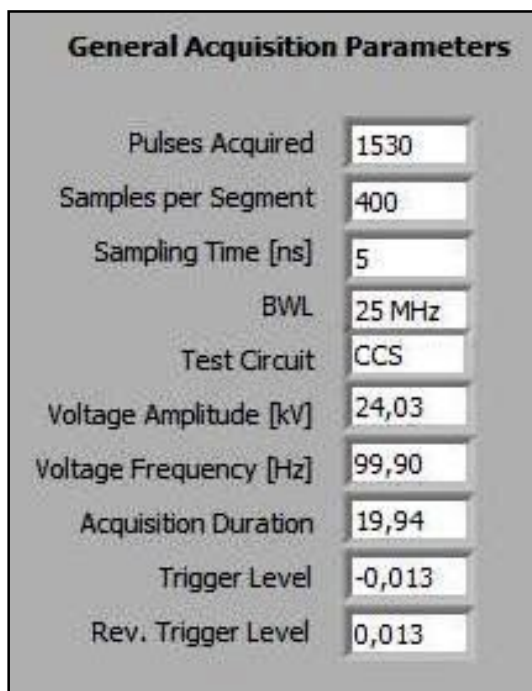 General Acquisition Parameters
Pulses Acquired 1530
Samples per Segment 400
Sampling Time [ns] 5
BWL 25 MHz
Test Circuit CCS
Voltage Amplitude [kV] 24,03
Voltage Frequency [Hz] 99,90
Acquisition Duration 19,94
Trigger Level -0,013
Rev. Trigger Level 0,013